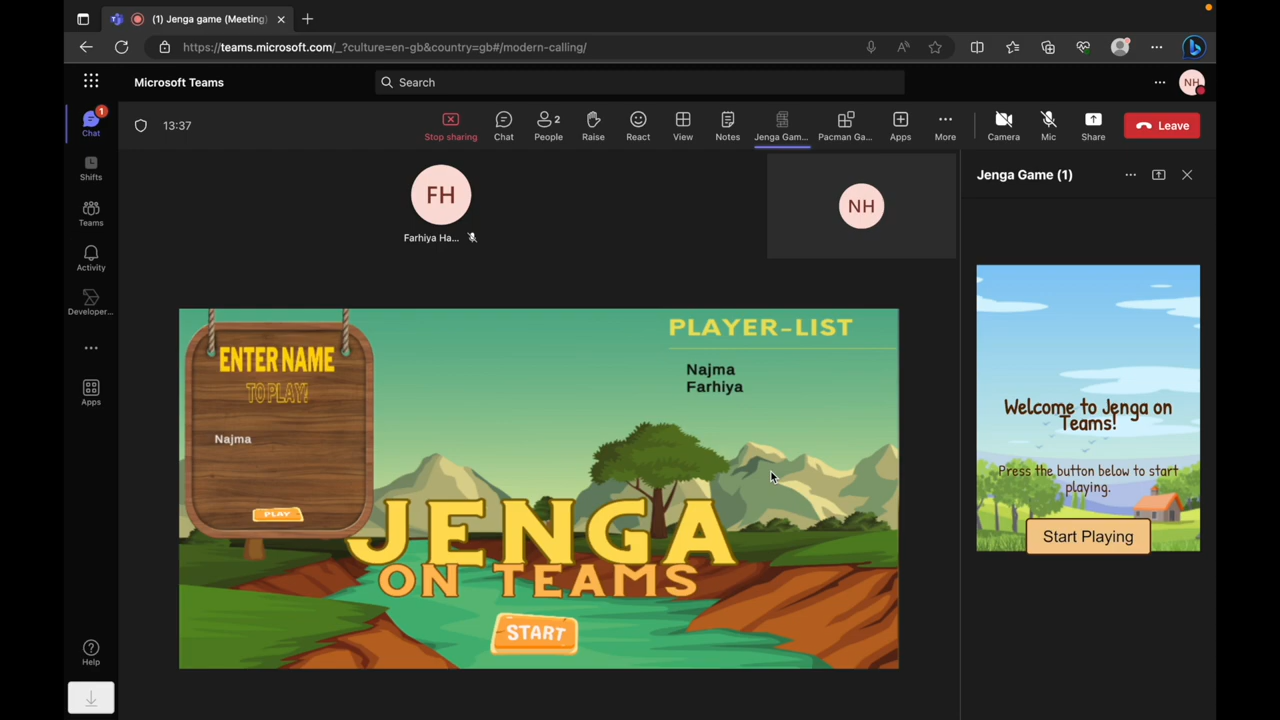 (1) Jenga game (Meeting)
https://teams.microsoft.com/_?culture=en-gb&country=gb#/modern-calling/
Microsoft Teams
Search
NH
1
Chat
Shifts
Teams
Activity
Developer...
Apps
Help
13:37
Stop sharing
Chat
2
People
Raise
React
View
Notes
Jenga Gam...
Pacman Ga...
Apps
More
Camera
Mic
Share
Leave
FH
Farhiya Ha...
NH
ENTER NAME
TO PLAY!
Najma
PLAY
PLAYER-LIST
Najma
Farhiya
JENGA
ON TEAMS
START
Jenga Game (1)
Welcome to Jenga on
Teams!
Press the button below to start
playing.
Start Playing